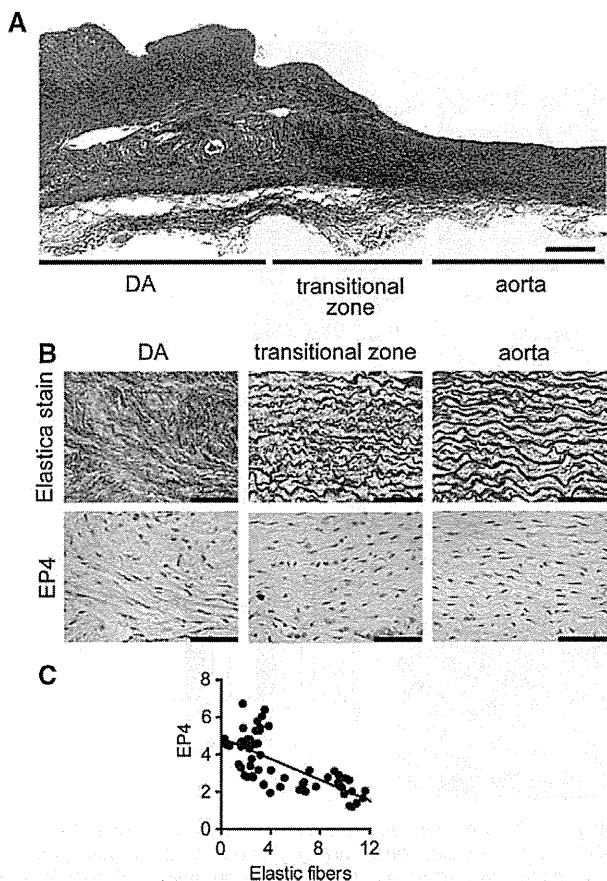 A
DA
transitional
zone
aorta
B
DA transitional zone aorta
Elastica stain
EP4
C
8
6
4
2
0
EP4
0 4 8 12
Elastic fibers